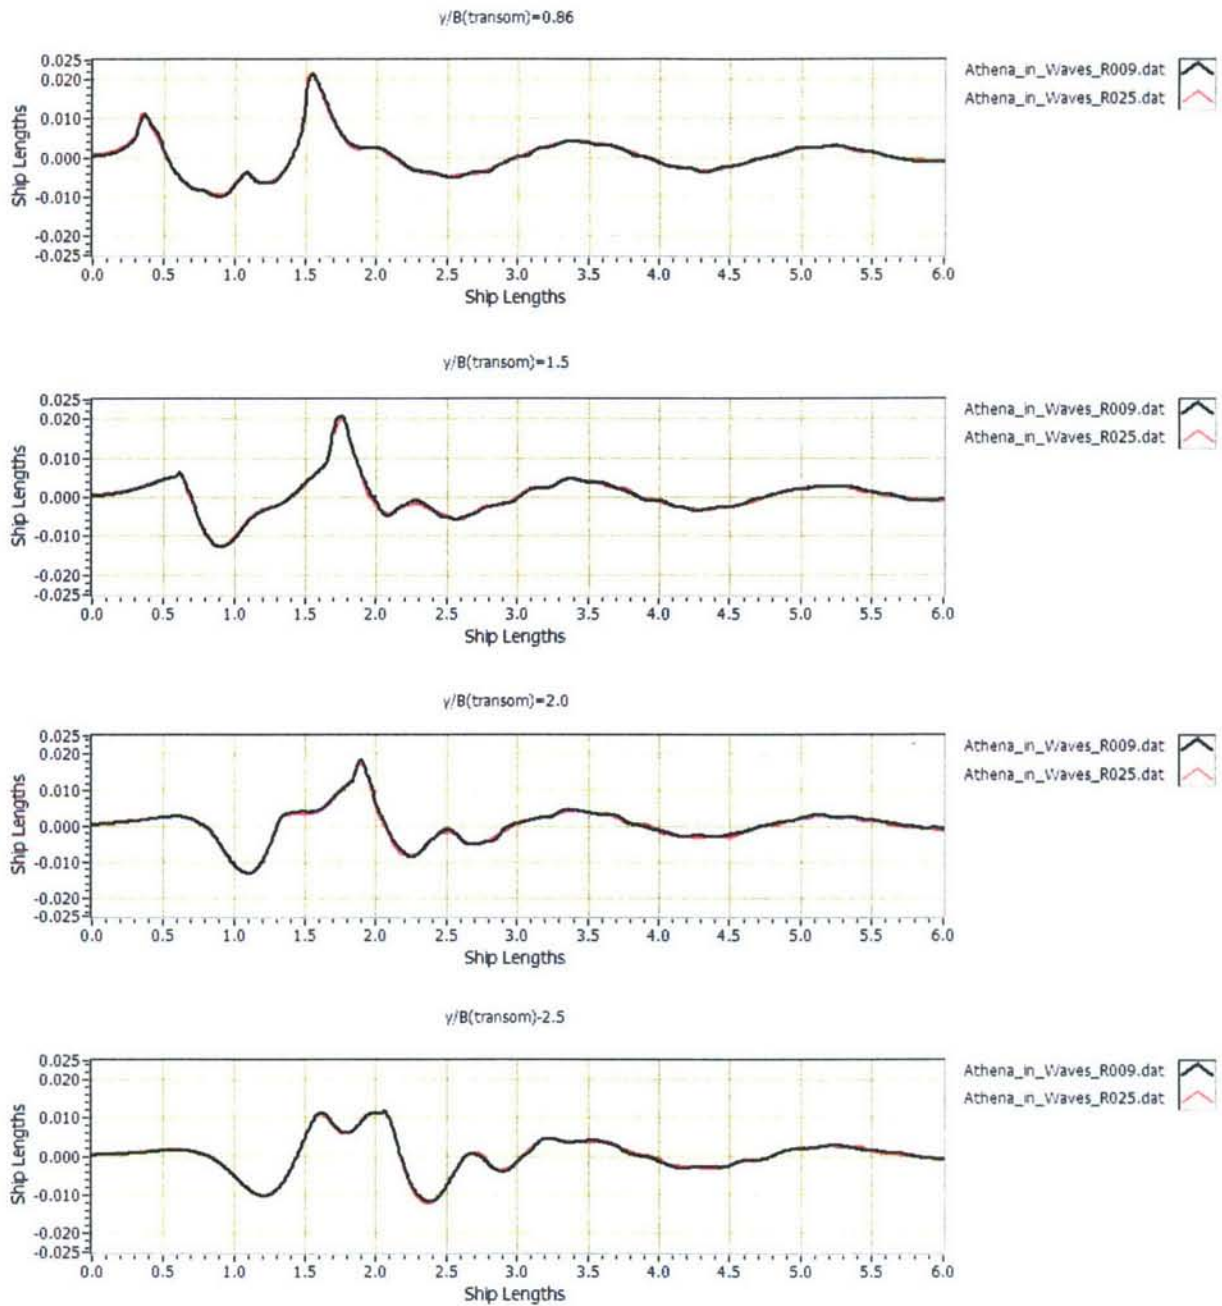 y/B(transom)=0.86
Ship Lengths
0.025
0.020
0.010
0.000
-0.010
-0.020
-0.025
0.0 0.5 1.0 1.5 2.0 2.5 3.0 3.5 4.0 4.5 5.0 5.5 6.0
Ship Lengths
Athena_in_Waves_R009.dat
Athena_in_Waves_R025.dat
y/B(transom)=1.5
Ship Lengths
0.025
0.020
0.010
0.000
-0.010
-0.020
-0.025
0.0 0.5 1.0 1.5 2.0 2.5 3.0 3.5 4.0 4.5 5.0 5.5 6.0
Ship Lengths
Athena_in_Waves_R009.dat
Athena_in_Waves_R025.dat
y/B(transom)=2.0
Ship Lengths
0.025
0.020
0.010
0.000
-0.010
-0.020
-0.025
0.0 0.5 1.0 1.5 2.0 2.5 3.0 3.5 4.0 4.5 5.0 5.5 6.0
Ship Lengths
Athena_in_Waves_R009.dat
Athena_in_Waves_R025.dat
y/B(transom)-2.5
Ship Lengths
0.025
0.020
0.010
0.000
-0.010
-0.020
-0.025
0.0 0.5 1.0 1.5 2.0 2.5 3.0 3.5 4.0 4.5 5.0 5.5 6.0
Ship Lengths
Athena_in_Waves_R009.dat
Athena_in_Waves_R025.dat